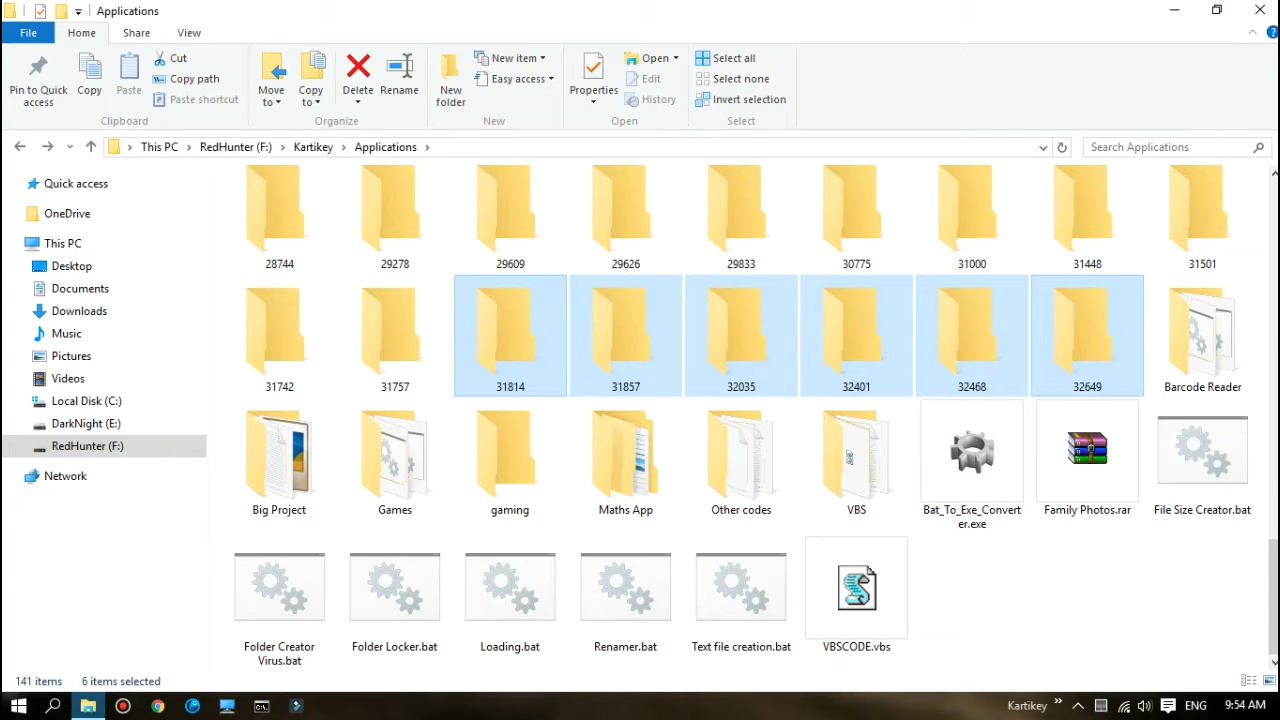 Applications
File
Home
Share
View
Pin to Quick access
Copy
Paste
Cut
Copy path
Paste shortcut
Clipboard
Move to
Copy to
Delete
Rename
Organize
New folder
New item
Easy access
New
Properties
Open
Edit
History
Open
Select all
Select none
Invert selection
Select
This PC
RedHunter (F:)
Kartikey
Applications
Search Applications
Quick access
OneDrive
This PC
Desktop
Documents
Downloads
Music
Pictures
Videos
Local Disk (C:)
DarkNight (E:)
RedHunter (F:)
Network
28744
29278
29609
29626
29833
30775
31000
31448
31501
31742
31757
31814
31857
32035
32401
32468
32649
Barcode Reader
Big Project
Games
gaming
Maths App
Other codes
VBS
Bat_To_Exe_Converter.exe
Family Photos.rar
File Size Creator.bat
Folder Creator Virus.bat
Folder Locker.bat
Loading.bat
Renamer.bat
Text file creation.bat
VBSCODE.vbs
141 items
6 items selected
Kartikey
ENG
9:54 AM